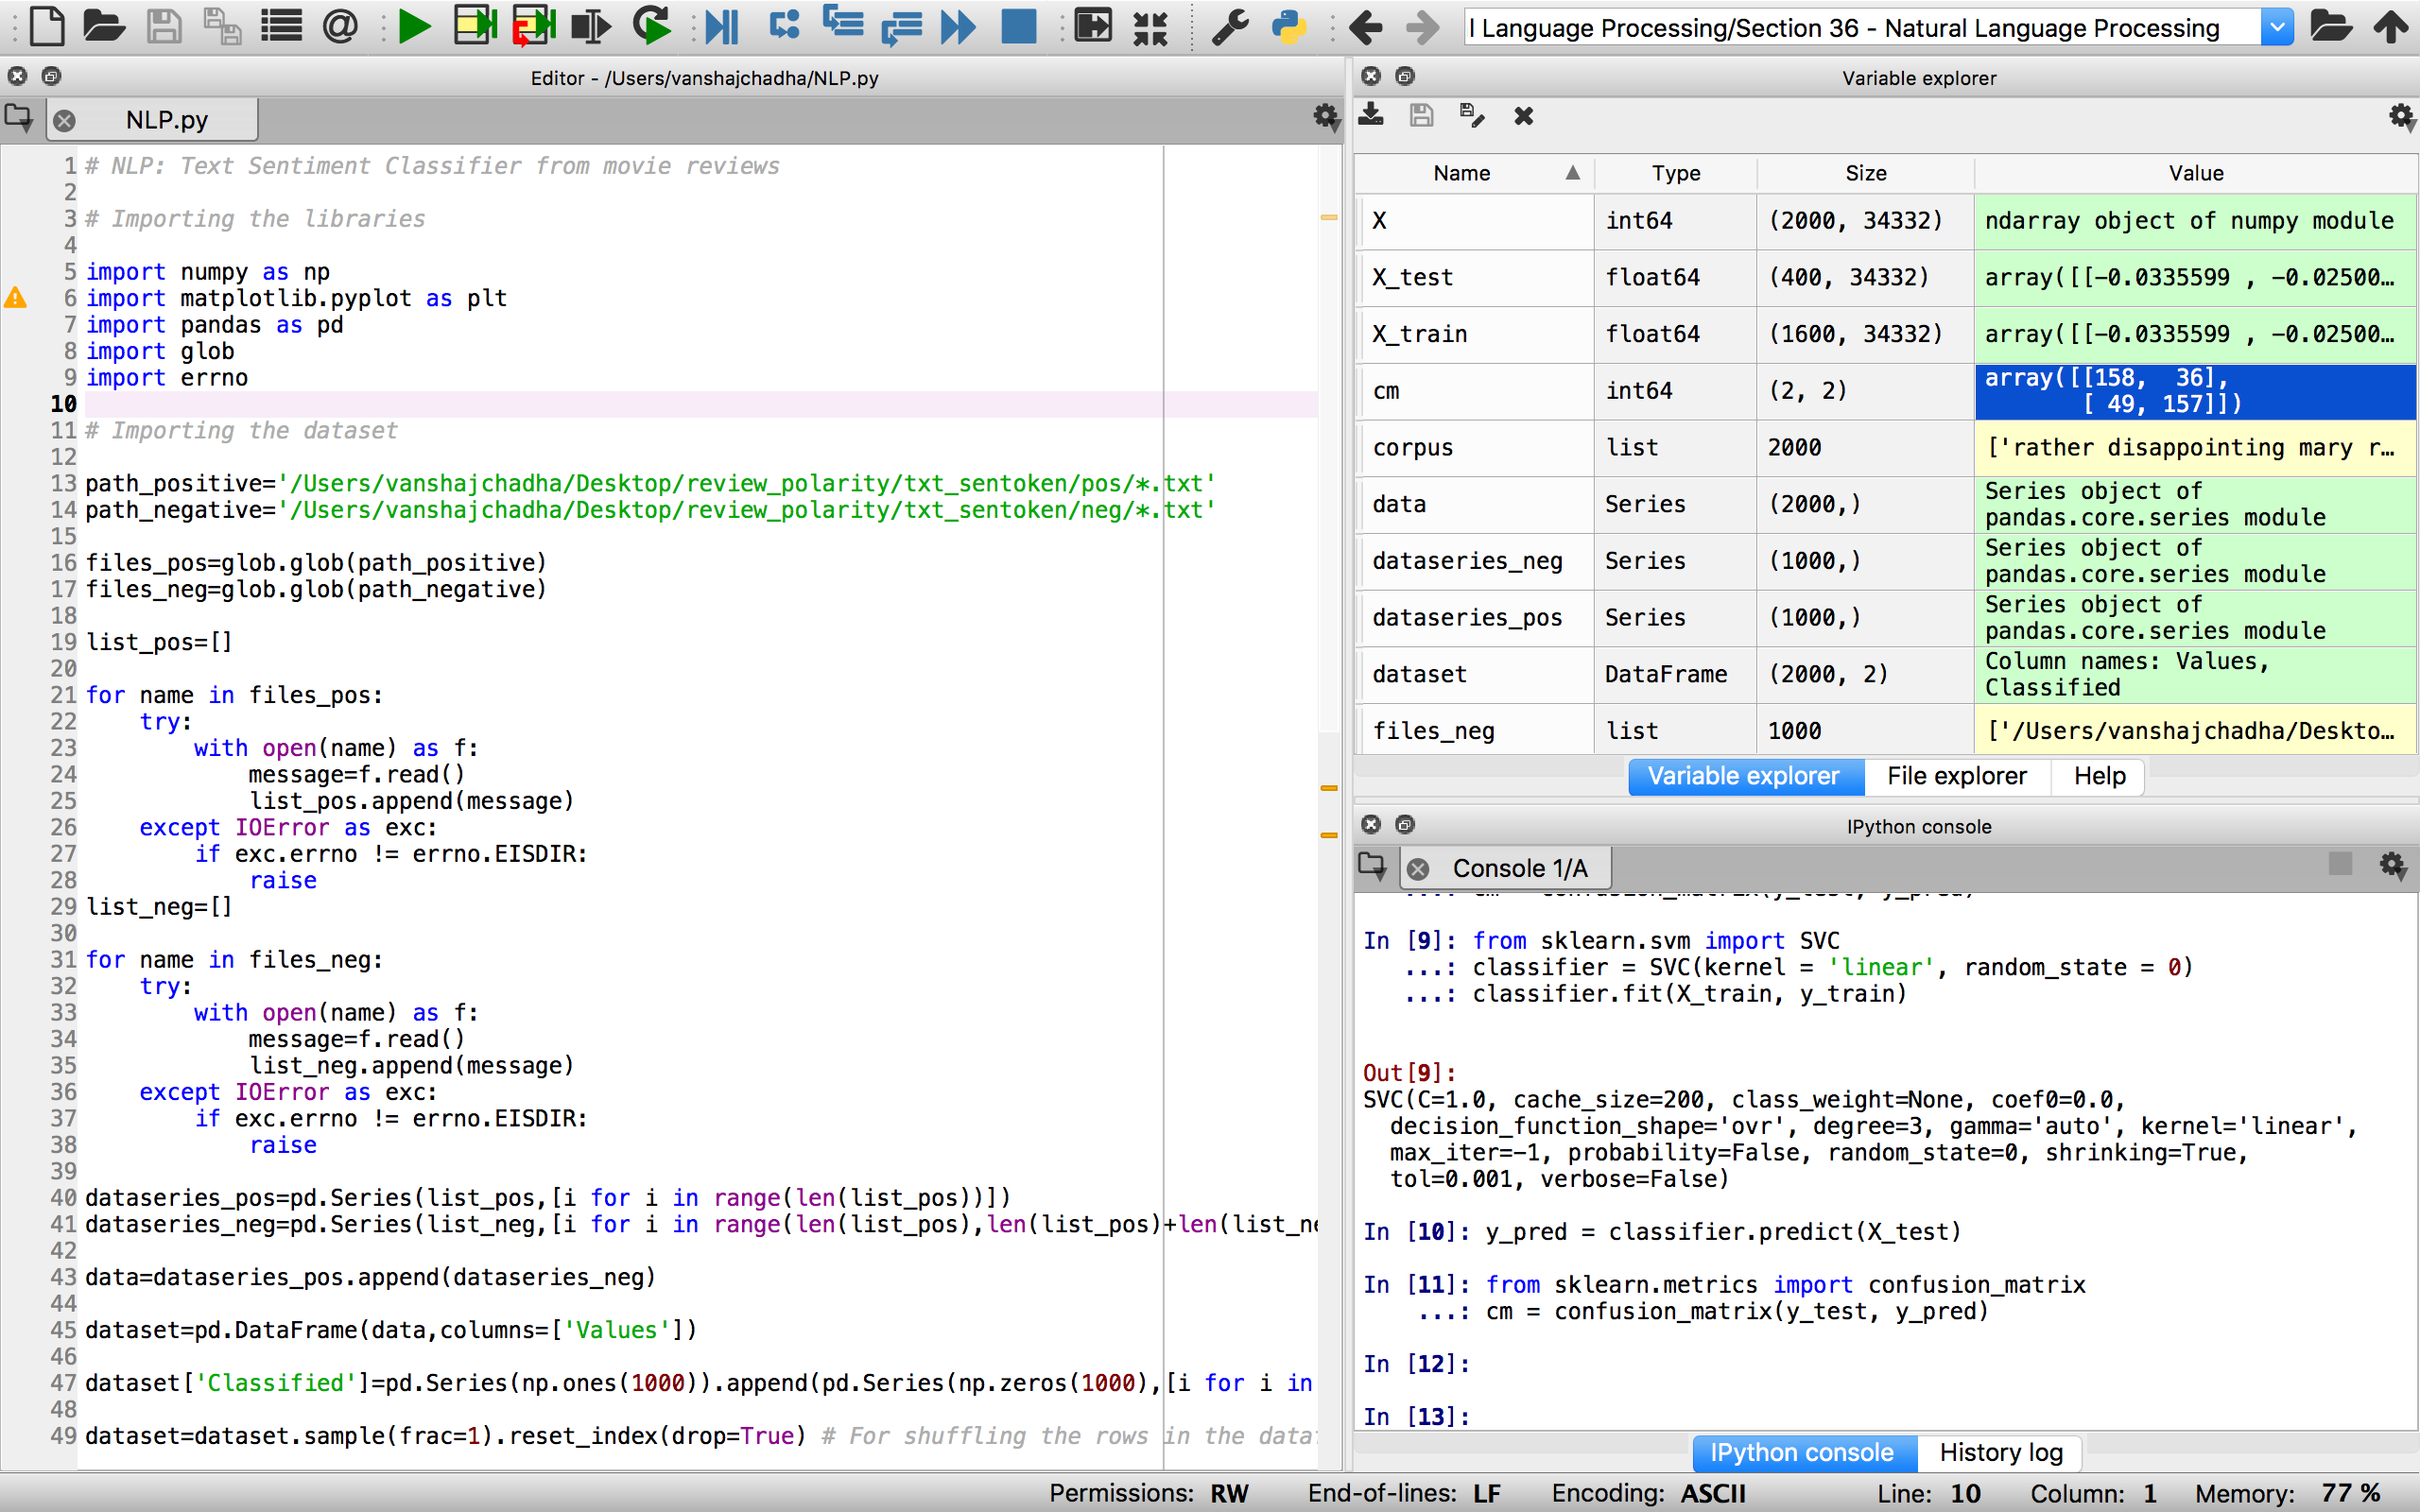 I Language Processing/Section 36 - Natural Language Processing
Editor - /Users/vanshajchadha/NLP.py
NLP.py
1 # NLP: Text Sentiment Classifier from movie reviews
2
3 # Importing the libraries
4
5 import numpy as np
6 import matplotlib.pyplot as plt
7 import pandas as pd
8 import glob
9 import errno
10
11 # Importing the dataset
12
13 path_positive='/Users/vanshajchadha/Desktop/review_polarity/txt_sentoken/pos/*.txt'
14 path_negative='/Users/vanshajchadha/Desktop/review_polarity/txt_sentoken/neg/*.txt'
15
16 files_pos=glob.glob(path_positive)
17 files_neg=glob.glob(path_negative)
18
19 list_pos=[]
20
21 for name in files_pos:
22     try:
23         with open(name) as f:
24             message=f.read()
25             list_pos.append(message)
26     except IOError as exc:
27         if exc.errno != errno.EISDIR:
28             raise
29 list_neg=[]
30
31 for name in files_neg:
32     try:
33         with open(name) as f:
34             message=f.read()
35             list_neg.append(message)
36     except IOError as exc:
37         if exc.errno != errno.EISDIR:
38             raise
39
40 dataseries_pos=pd.Series(list_pos,[i for i in range(len(list_pos))])
41 dataseries_neg=pd.Series(list_neg,[i for i in range(len(list_pos),len(list_pos)+len(list_ne
42
43 data=dataseries_pos.append(dataseries_neg)
44
45 dataset=pd.DataFrame(data,columns=['Values'])
46
47 dataset['Classified']=pd.Series(np.ones(1000)).append(pd.Series(np.zeros(1000),[i for i in
48
49 dataset=dataset.sample(frac=1).reset_index(drop=True) # For shuffling the rows in the data
Variable explorer
Name Type Size Value
X int64 (2000, 34332) ndarray object of numpy module
X_test float64 (400, 34332) array([[-0.0335599 , -0.02500...
X_train float64 (1600, 34332) array([[-0.0335599 , -0.02500...
cm int64 (2, 2) array([[158,  36],
[ 49, 157]])
corpus list 2000 ['rather disappointing mary r...
data Series (2000,) Series object of
pandas.core.series module
dataseries_neg Series (1000,) Series object of
pandas.core.series module
dataseries_pos Series (1000,) Series object of
pandas.core.series module
dataset DataFrame (2000, 2) Column names: Values,
Classified
files_neg list 1000 ['/Users/vanshajchadha/Deskto...
Variable explorer File explorer Help
IPython console
Console 1/A
...: cm = confusion_matrix(y_test, y_pred)
In [9]: from sklearn.svm import SVC
...: classifier = SVC(kernel = 'linear', random_state = 0)
...: classifier.fit(X_train, y_train)
Out[9]:
SVC(C=1.0, cache_size=200, class_weight=None, coef0=0.0,
decision_function_shape='ovr', degree=3, gamma='auto', kernel='linear',
max_iter=-1, probability=False, random_state=0, shrinking=True,
tol=0.001, verbose=False)
In [10]: y_pred = classifier.predict(X_test)
In [11]: from sklearn.metrics import confusion_matrix
...: cm = confusion_matrix(y_test, y_pred)
In [12]:
In [13]:
IPython console History log
Permissions: RW End-of-lines: LF Encoding: ASCII Line: 10 Column: 1 Memory: 77 %